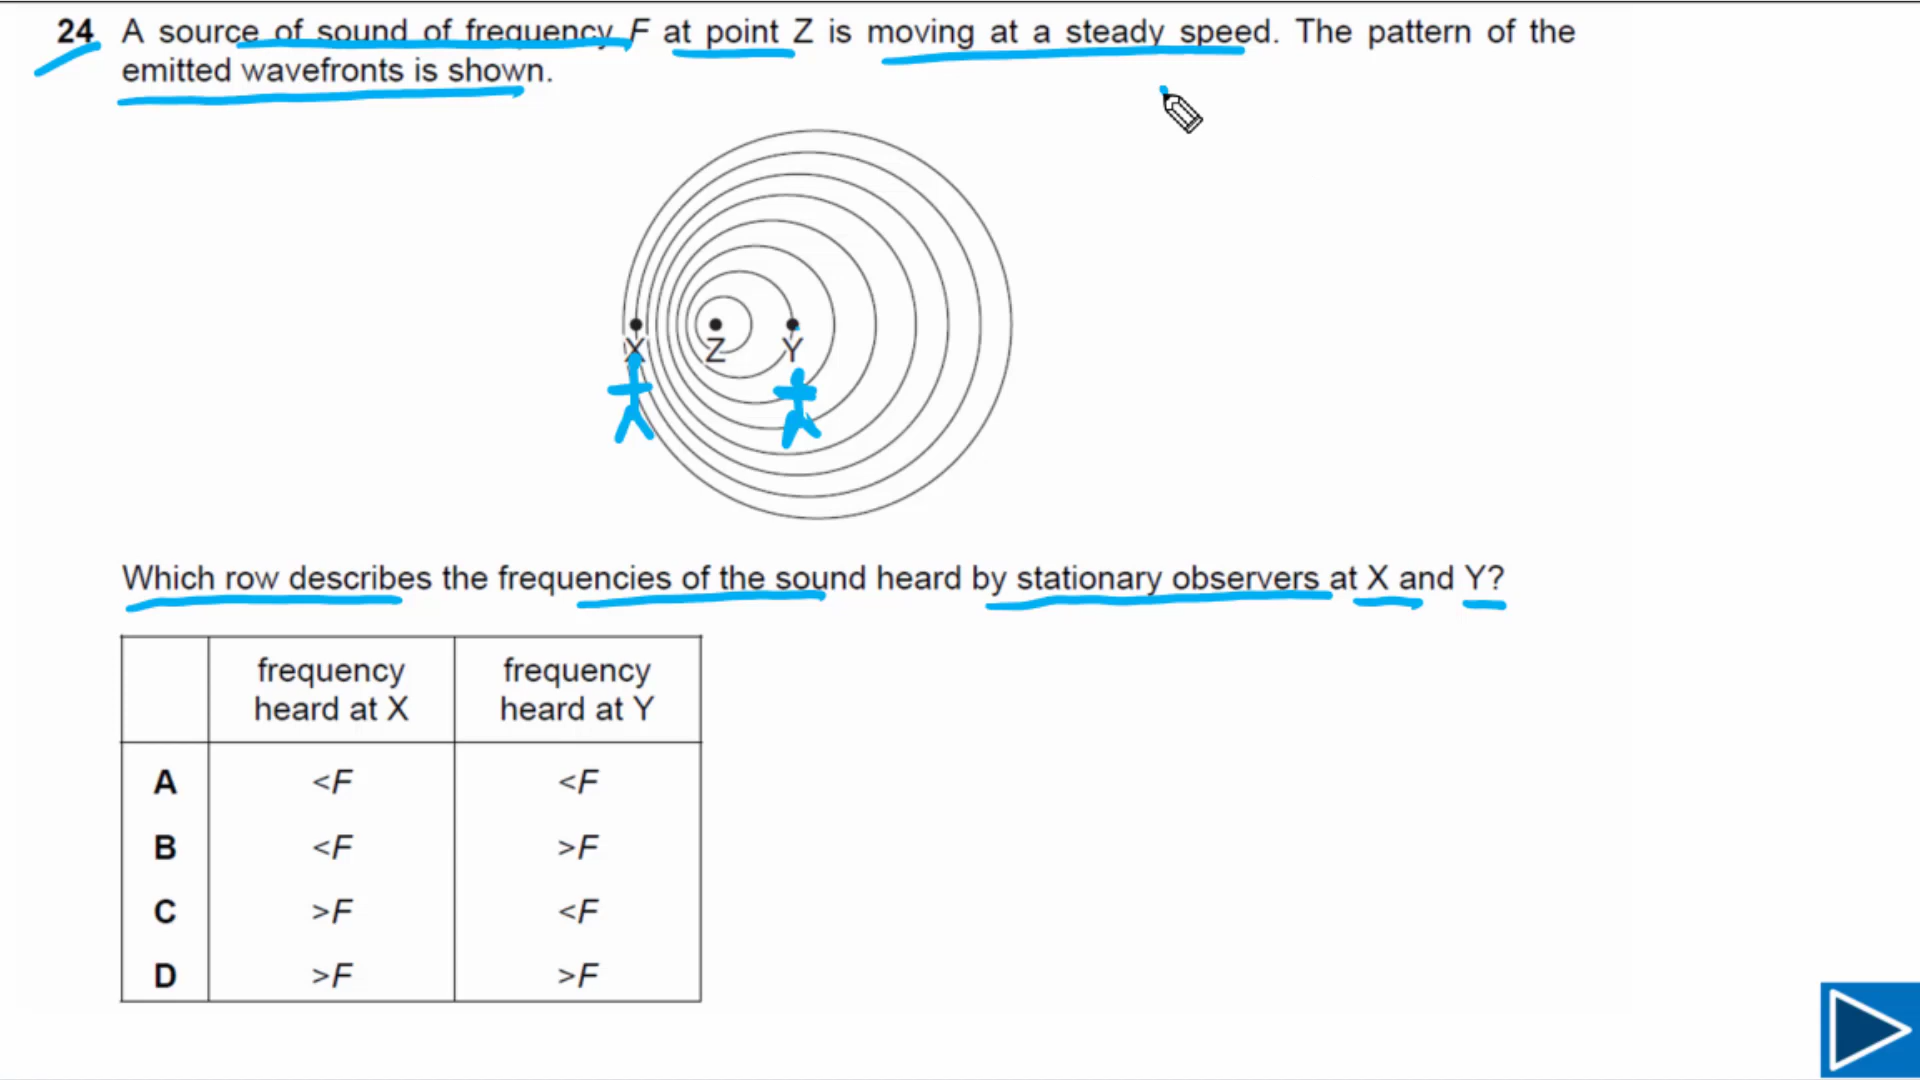 24 A source of sound of frequency F at point Z is moving at a steady speed. The pattern of the
emitted wavefronts is shown.
X Z Y
Which row describes the frequencies of the sound heard by stationary observers at X and Y?
frequency frequency
heard at X heard at Y
A <F <F
B <F >F
C >F <F
D >F >F